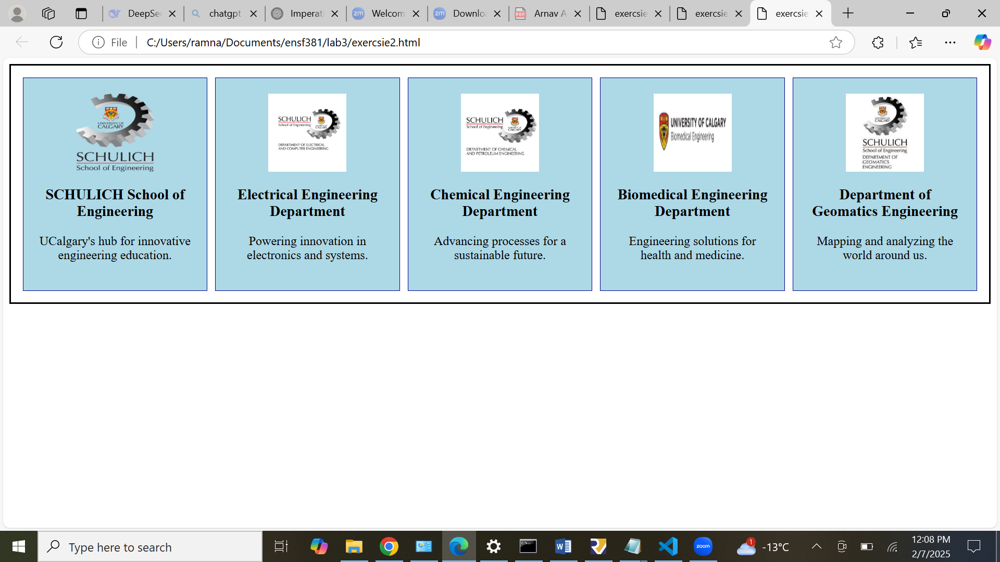 DeepSee
chatgpt
Imperati
Welcom
Downloa
Arnav A
exercsie
exercsie
exercsie
File
C:/Users/ramna/Documents/ensf381/lab3/exercsie2.html
UNIVERSITY OF
CALGARY
SCHULICH
School of Engineering
SCHULICH School of
Engineering
UCalgary's hub for innovative
engineering education.
SCHULICH
School of Engineering
UNIVERSITY OF
CALGARY
DEPARTMENT OF ELECTRICAL
AND COMPUTER ENGINEERING
Electrical Engineering
Department
Powering innovation in
electronics and systems.
SCHULICH
School of Engineering
UNIVERSITY OF
CALGARY
DEPARTMENT OF CHEMICAL
AND PETROLEUM ENGINEERING
Chemical Engineering
Department
Advancing processes for a
sustainable future.
UNIVERSITY OF CALGARY
Biomedical Engineering
Biomedical Engineering
Department
Engineering solutions for
health and medicine.
UNIVERSITY OF
CALGARY
SCHULICH
School of Engineering
DEPARTMENT OF
GEOMATICS
ENGINEERING
Department of
Geomatics Engineering
Mapping and analyzing the
world around us.
Type here to search
zoom
1
-13°C
12:08 PM
2/7/2025